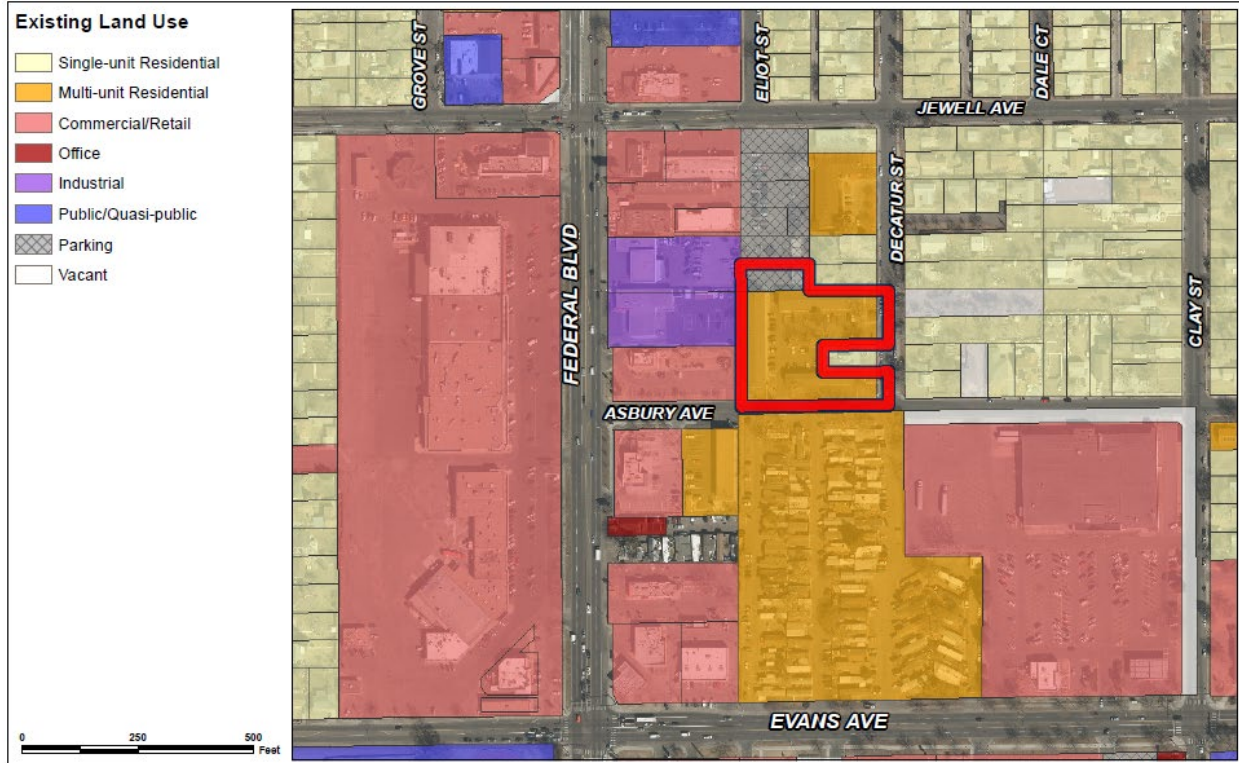 Existing Land Use
Single-unit Residential
Multi-unit Residential
Commercial/Retail
Office
Industrial
Public/Quasi-public
Parking
Vacant
GROVE ST
ELIOT ST
DALE CT
JEWELL AVE
DECATUR ST
FEDERAL BLVD
CLAY ST
ASBURY AVE
EVANS AVE
0 250 500
Feet